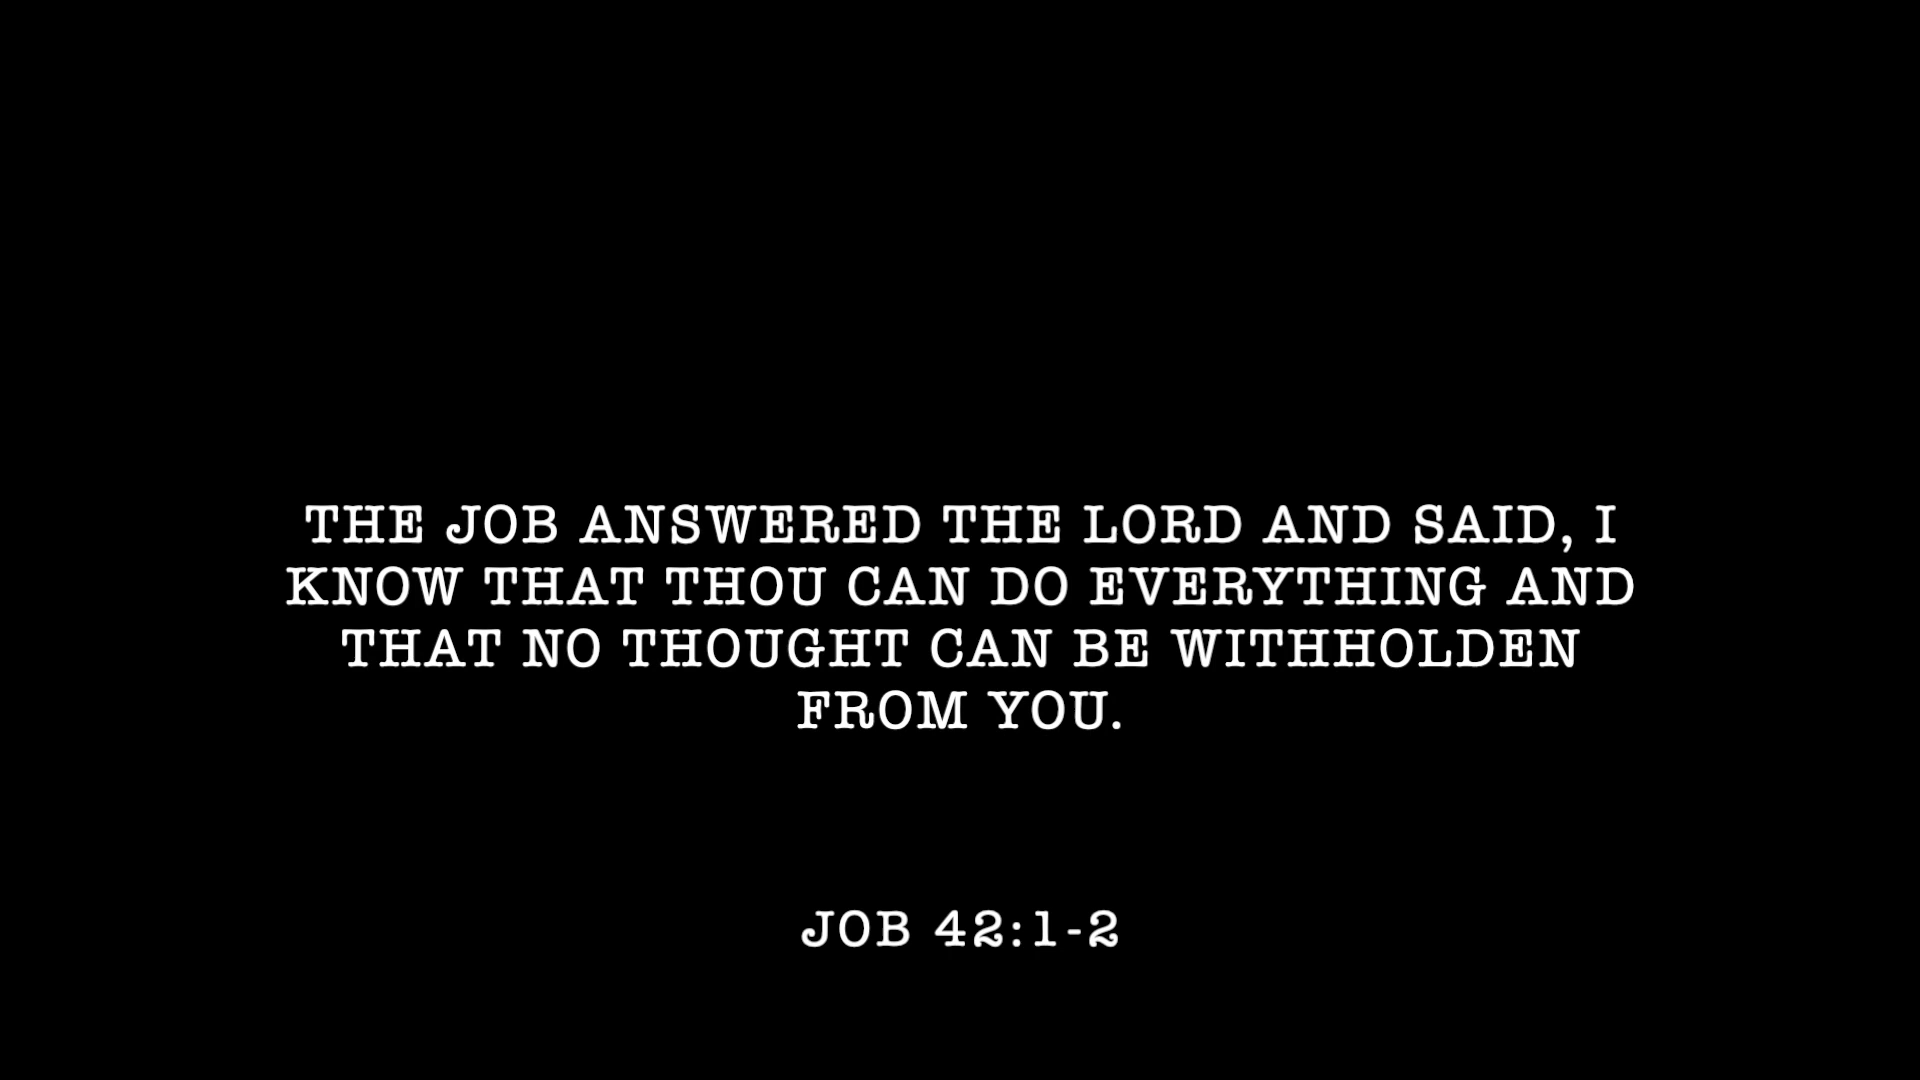 THE JOB ANSWERED THE LORD AND SAID, I
KNOW THAT THOU CAN DO EVERYTHING AND
THAT NO THOUGHT CAN BE WITHHOLDEN
FROM YOU.
JOB 42:1-2